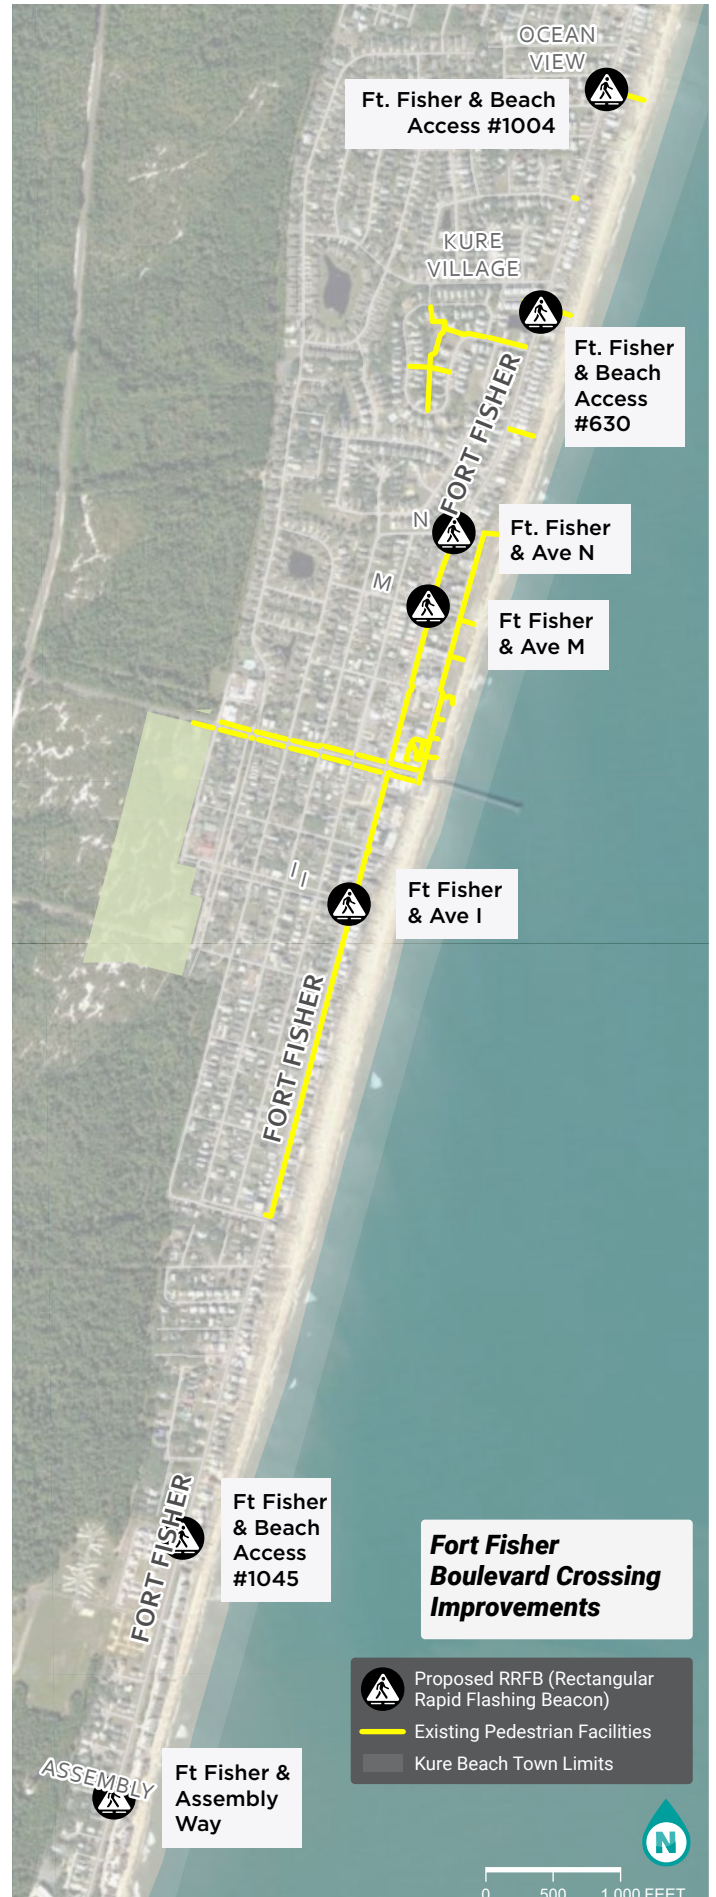 OCEAN
VIEW
Ft. Fisher & Beach
Access #1004
KURE
VILLAGE
Ft. Fisher
& Beach
Access
#630
FORT FISHER
N
Ft. Fisher
& Ave N
M
Ft Fisher
& Ave M
I
I
Ft Fisher
& Ave I
FORT FISHER
Ft Fisher
& Beach
Access
#1045
FORT FISHER
Fort Fisher
Boulevard Crossing
Improvements
Proposed RRFB (Rectangular
Rapid Flashing Beacon)
Existing Pedestrian Facilities
Kure Beach Town Limits
ASSEMBLY
Ft Fisher &
Assembly
Way
N
0 500 1,000 FEET